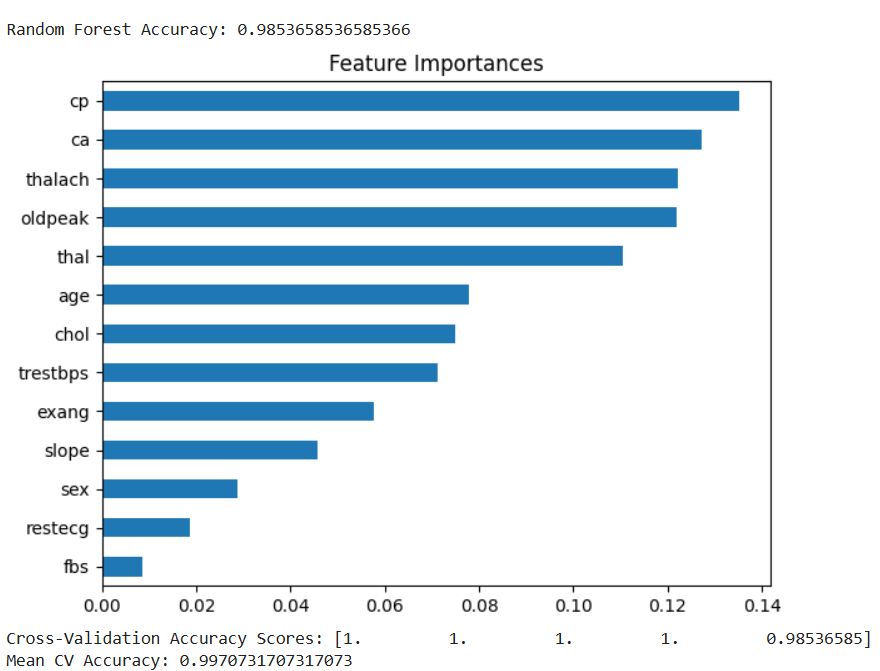 Random Forest Accuracy: 0.9853658536585366
Feature Importances
cp
ca
thalach
oldpeak
thal
age
chol
trestbps
exang
slope
sex
restecg
fbs
0.00 0.02 0.04 0.06 0.08 0.10 0.12 0.14
Cross-Validation Accuracy Scores: [1. 1. 1. 1. 0.98536585]
Mean CV Accuracy: 0.9970731707317073